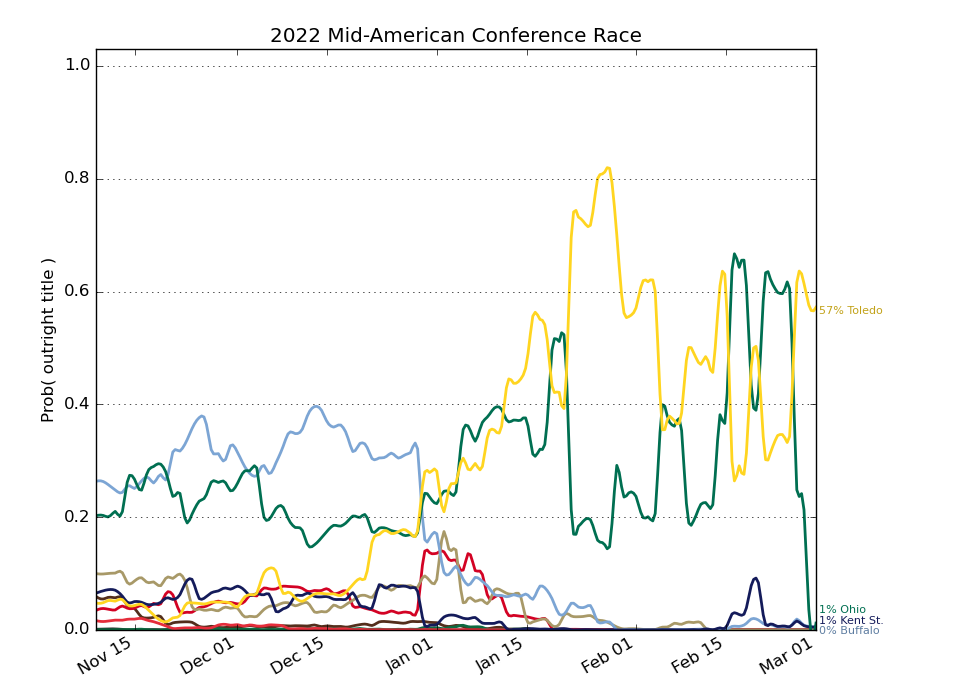 2022 Mid-American Conference Race
Prob( outright title )
1.0
0.8
0.6
0.4
0.2
0.0
57% Toledo
1% Ohio
1% Kent St.
0% Buffalo
Nov 15
Dec 01
Dec 15
Jan 01
Jan 15
Feb 01
Feb 15
Mar 01